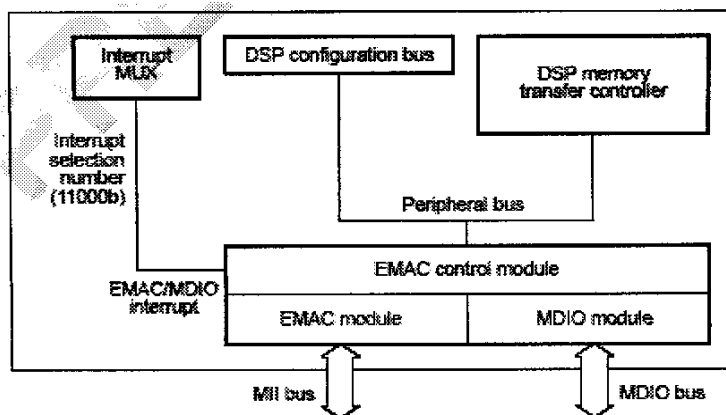 Interrupt
MUX
DSP configuration bus
DSP memory
transfer controller
Interrupt
selection
number
(11000b)
Peripheral bus
EMAC control module
EMAC/MDIO
interrupt
EMAC module
MDIO module
MII bus
MDIO bus